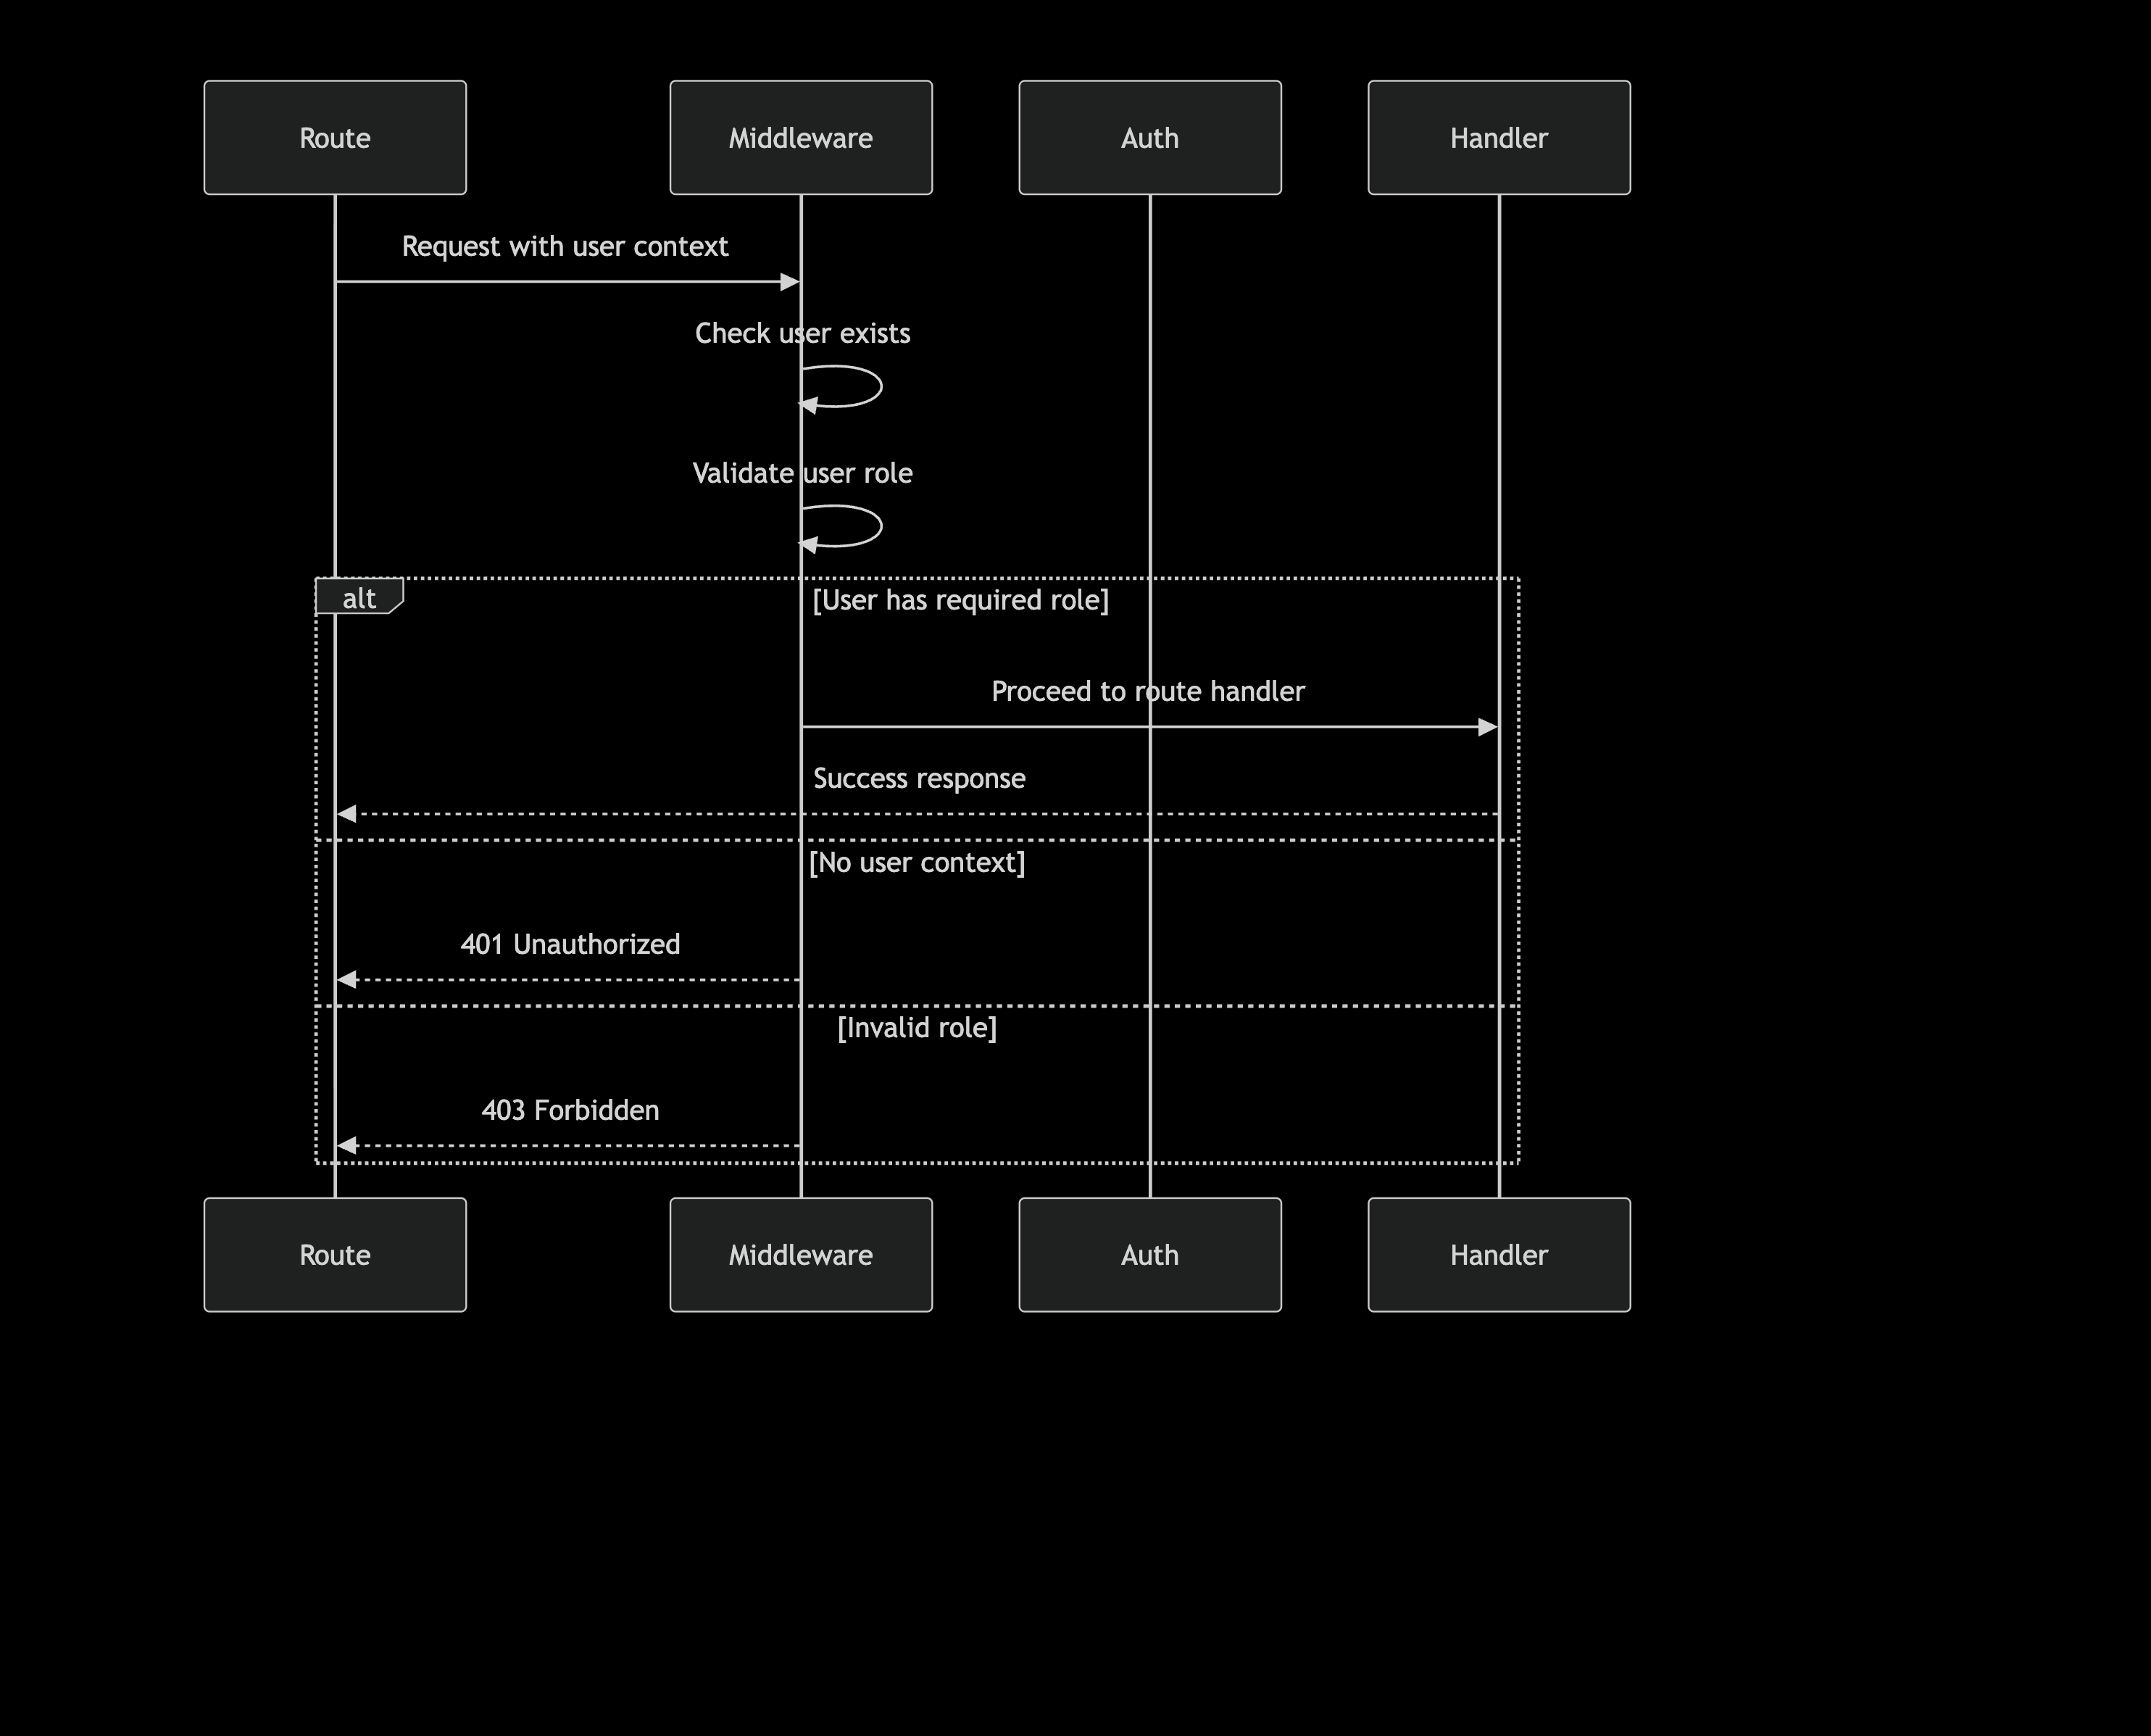 Route
Middleware
Auth
Handler
Request with user context
Check user exists
Validate user role
alt
[User has required role]
Proceed to route handler
Success response
[No user context]
401 Unauthorized
[Invalid role]
403 Forbidden
Route
Middleware
Auth
Handler